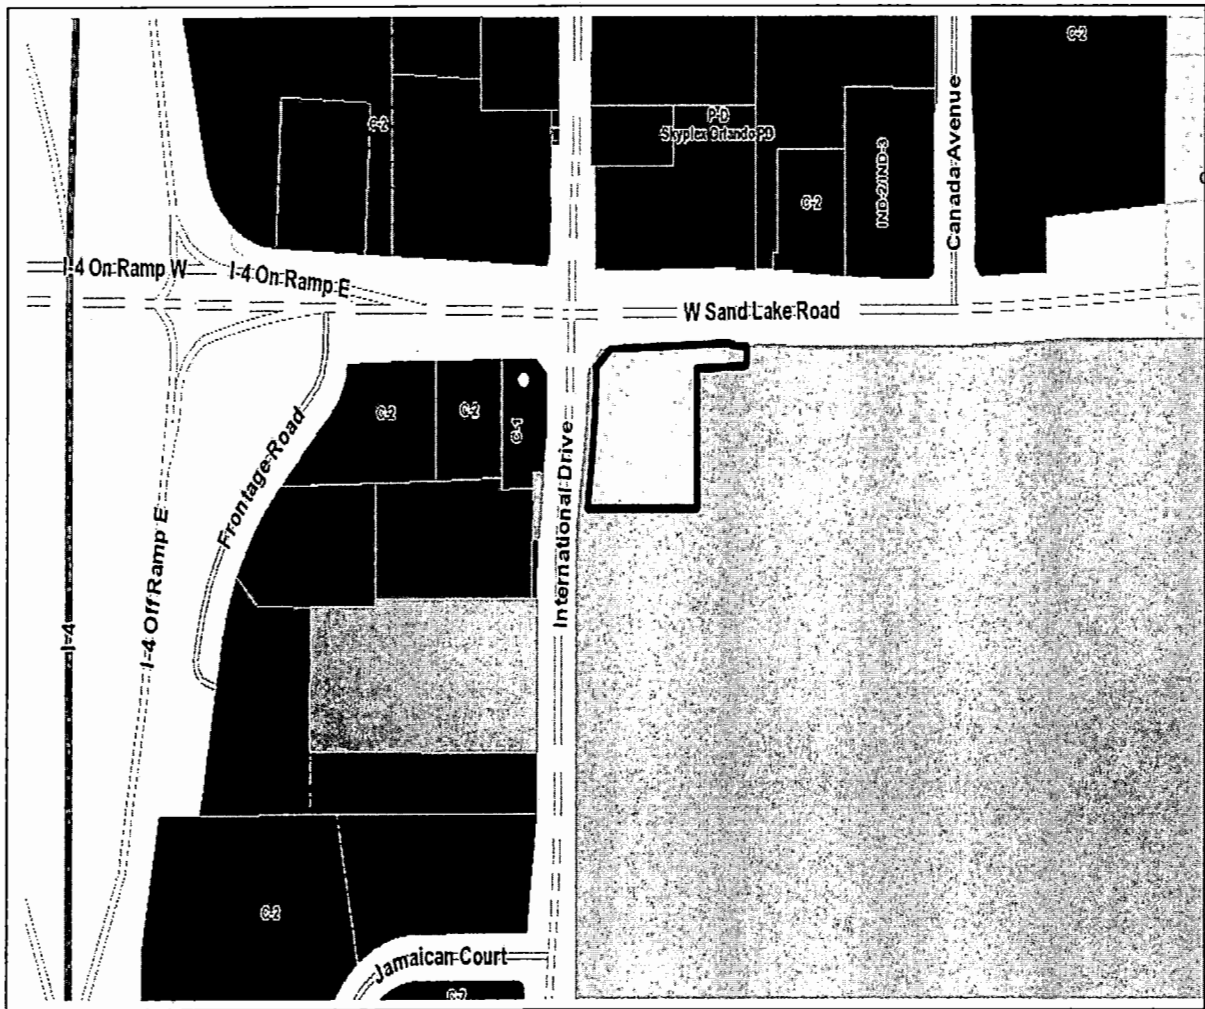 C-2
Canada Avenue
P-D
Skyplex Orlando PD
C-2
IND-2/IND-3
C-2
I-4 On Ramp W
I-4 On Ramp E
W Sand Lake Road
C-2
C-2
C-1
Frontage Road
International Drive
I-4 Off Ramp E
I-4
C-2
Jamaican Court